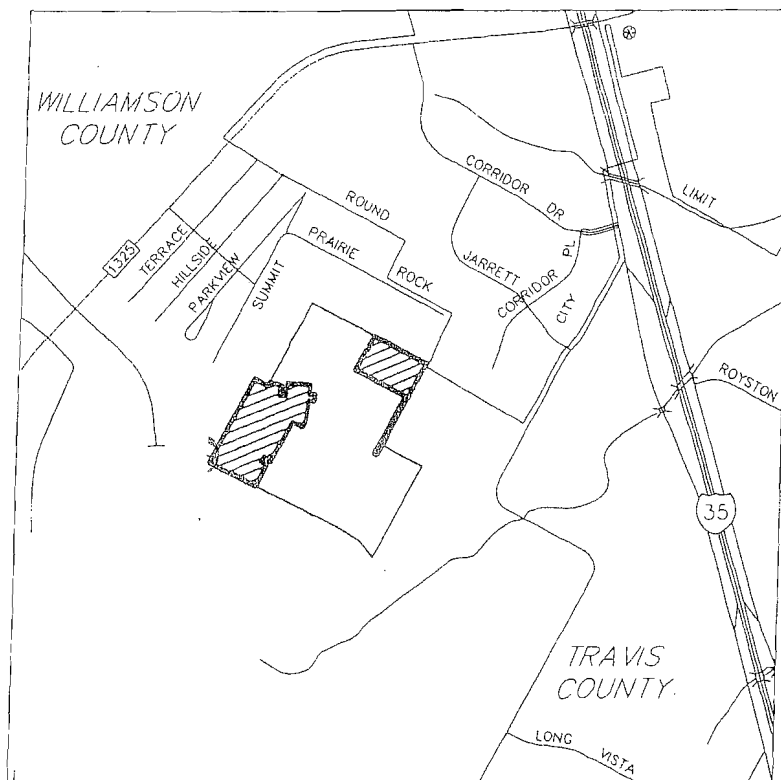 WILLIAMSON
COUNTY
CORRIDOR DR
LIMIT
ROUND
ROCK
PRAIRIE
TERRACE
HILLSIDE
PARKVIEW
SUMMIT
1325
JARRETT
CORRIDOR PL
CITY
ROYSTON
35
TRAVIS
COUNTY
LONG VISTA